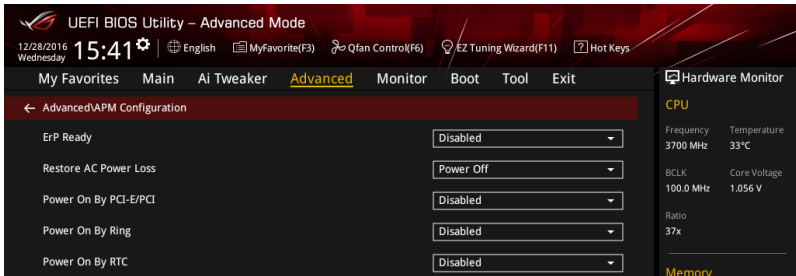 UEFI BIOS Utility – Advanced Mode
12/28/2016 Wednesday 15:41 English MyFavorite(F3) Qfan Control(F6) EZ Tuning Wizard(F11) ? Hot Keys
My Favorites Main Ai Tweaker Advanced Monitor Boot Tool Exit
Hardware Monitor
← Advanced\APM Configuration
ErP Ready Disabled
Restore AC Power Loss Power Off
Power On By PCI-E/PCI Disabled
Power On By Ring Disabled
Power On By RTC Disabled
CPU
Frequency Temperature
3700 MHz 33°C
BCLK Core Voltage
100.0 MHz 1.056 V
Ratio
37x
Memory